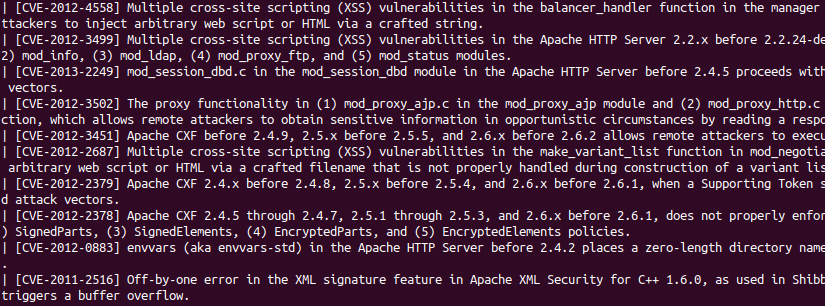 | [CVE-2012-4558] Multiple cross-site scripting (XSS) vulnerabilities in the balancer_handler function in the manager
ttackers to inject arbitrary web script or HTML via a crafted string.
| [CVE-2012-3499] Multiple cross-site scripting (XSS) vulnerabilities in the Apache HTTP Server 2.2.x before 2.2.24-de
2) mod_info, (3) mod_ldap, (4) mod_proxy_ftp, and (5) mod_status modules.
| [CVE-2013-2249] mod_session_dbd.c in the mod_session_dbd module in the Apache HTTP Server before 2.4.5 proceeds with
vectors.
| [CVE-2012-3502] The proxy functionality in (1) mod_proxy_ajp.c in the mod_proxy_ajp module and (2) mod_proxy_http.c
ction, which allows remote attackers to obtain sensitive information in opportunistic circumstances by reading a respo
| [CVE-2012-3451] Apache CXF before 2.4.9, 2.5.x before 2.5.5, and 2.6.x before 2.6.2 allows remote attackers to execu
| [CVE-2012-2687] Multiple cross-site scripting (XSS) vulnerabilities in the make_variant_list function in mod_negotia
arbitrary web script or HTML via a crafted filename that is not properly handled during construction of a variant lis
| [CVE-2012-2379] Apache CXF 2.4.x before 2.4.8, 2.5.x before 2.5.4, and 2.6.x before 2.6.1, when a Supporting Token s
d attack vectors.
| [CVE-2012-2378] Apache CXF 2.4.5 through 2.4.7, 2.5.1 through 2.5.3, and 2.6.x before 2.6.1, does not properly enfor
) SignedParts, (3) SignedElements, (4) EncryptedParts, and (5) EncryptedElements policies.
| [CVE-2012-0883] envvars (aka envvars-std) in the Apache HTTP Server before 2.4.2 places a zero-length directory name
.
| [CVE-2011-2516] Off-by-one error in the XML signature feature in Apache XML Security for C++ 1.6.0, as used in Shibb
triggers a buffer overflow.